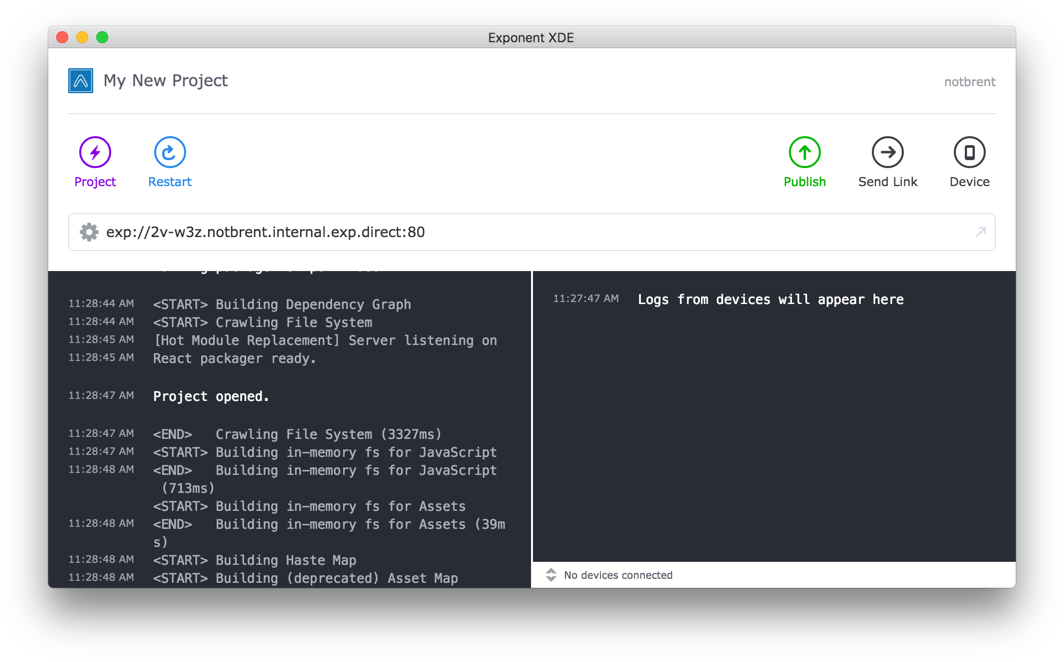 Exponent XDE
My New Project
notbrent
Project
Restart
Publish
Send Link
Device
exp://2v-w3z.notbrent.internal.exp.direct:80
11:28:44 AM <START> Building Dependency Graph
11:28:44 AM <START> Crawling File System
11:28:45 AM [Hot Module Replacement] Server listening on
11:28:45 AM React packager ready.
11:28:47 AM Project opened.
11:28:47 AM <END>   Crawling File System (3327ms)
11:28:47 AM <START> Building in-memory fs for JavaScript
11:28:48 AM <END>   Building in-memory fs for JavaScript
(713ms)
<START> Building in-memory fs for Assets
11:28:48 AM <END>   Building in-memory fs for Assets (39m
s)
11:28:48 AM <START> Building Haste Map
11:28:48 AM <START> Building (deprecated) Asset Map
11:27:47 AM Logs from devices will appear here
No devices connected